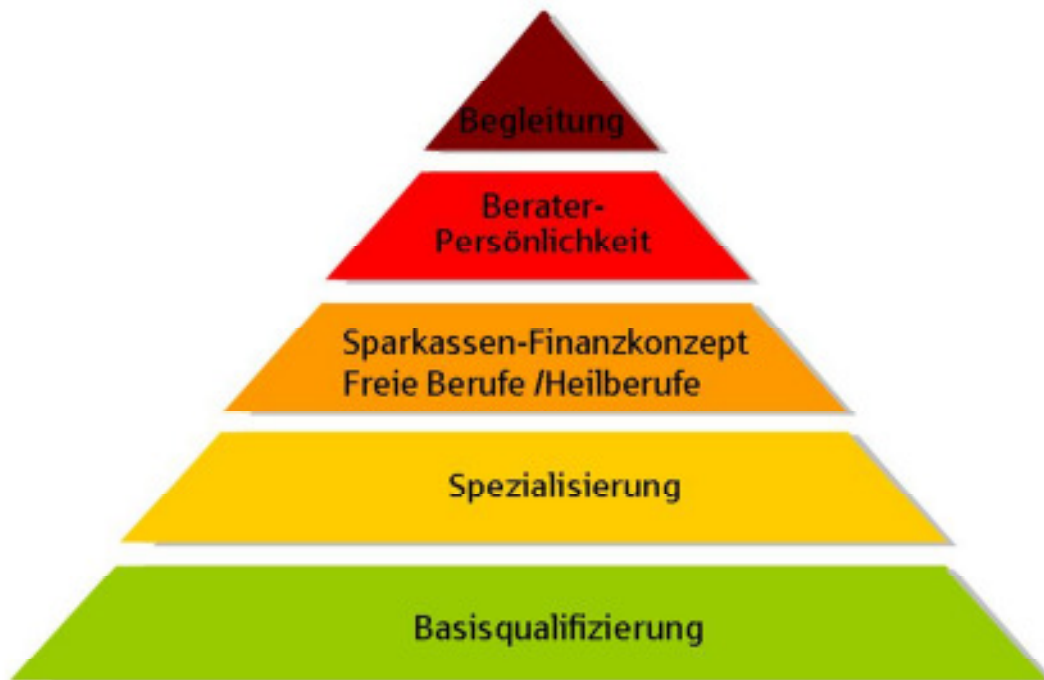 Begleitung
Berater-
Persönlichkeit
Sparkassen-Finanzkonzept
Freie Berufe /Heilberufe
Spezialisierung
Basisqualifizierung